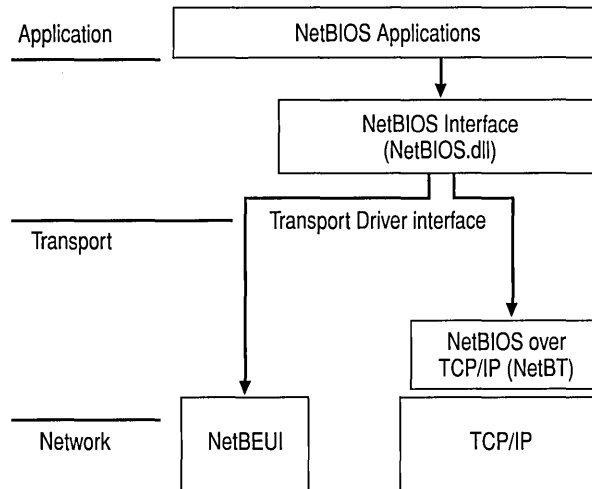 Application
NetBIOS Applications
NetBIOS Interface
(NetBIOS.dll)
Transport Driver interface
Transport
NetBIOS over
TCP/IP (NetBT)
Network
NetBEUI
TCP/IP